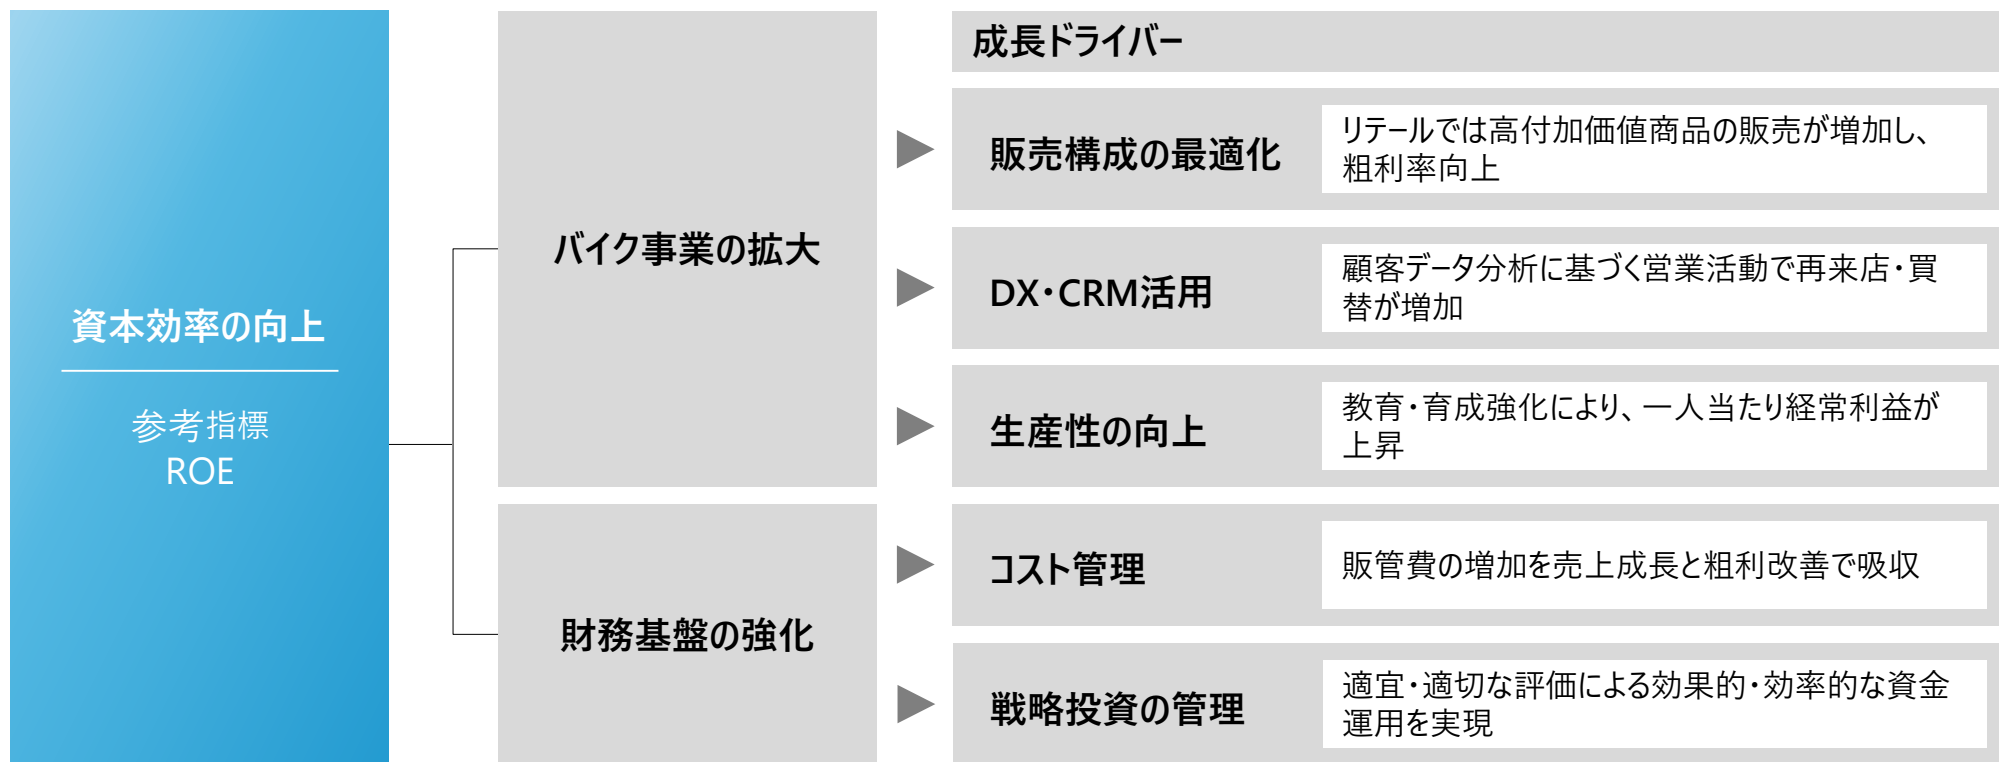 資本効率の向上
参考指標
ROE
バイク事業の拡大
財務基盤の強化
成長ドライバー
販売構成の最適化
リテールでは高付加価値商品の販売が増加し、
粗利率向上
DX・CRM活用
顧客データ分析に基づく営業活動で再来店・買
替が増加
生産性の向上
教育・育成強化により、一人当たり経常利益が
上昇
コスト管理
販管費の増加を売上成長と粗利改善で吸収
戦略投資の管理
適宜・適切な評価による効果的・効率的な資金
運用を実現